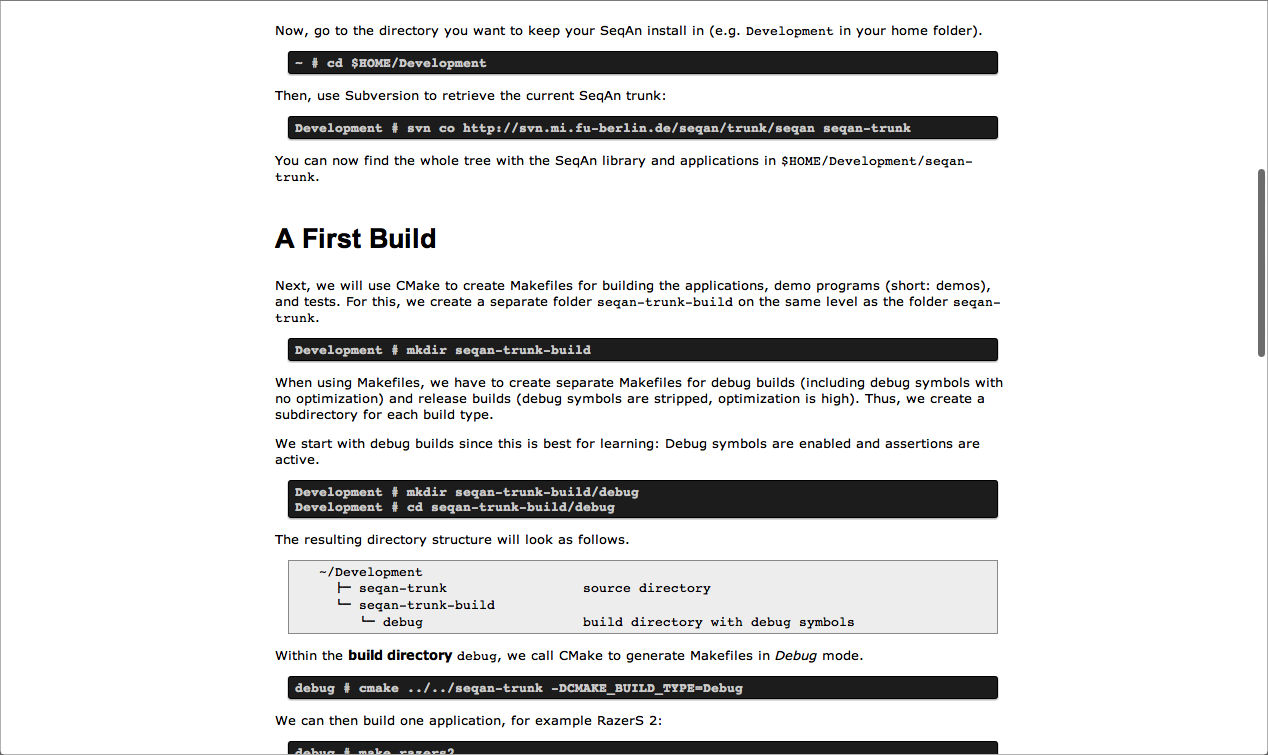 Now, go to the directory you want to keep your SeqAn install in (e.g. Development in your home folder).
~ # cd $HOME/Development
Then, use Subversion to retrieve the current SeqAn trunk:
Development # svn co http://svn.mi.fu-berlin.de/seqan/trunk/seqan seqan-trunk
You can now find the whole tree with the SeqAn library and applications in $HOME/Development/seqan-
trunk.
A First Build
Next, we will use CMake to create Makefiles for building the applications, demo programs (short: demos),
and tests. For this, we create a separate folder seqan-trunk-build on the same level as the folder seqan-
trunk.
Development # mkdir seqan-trunk-build
When using Makefiles, we have to create separate Makefiles for debug builds (including debug symbols with
no optimization) and release builds (debug symbols are stripped, optimization is high). Thus, we create a
subdirectory for each build type.
We start with debug builds since this is best for learning: Debug symbols are enabled and assertions are
active.
Development # mkdir seqan-trunk-build/debug
Development # cd seqan-trunk-build/debug
The resulting directory structure will look as follows.
~/Development
├─ seqan-trunk source directory
└─ seqan-trunk-build
└─ debug build directory with debug symbols
Within the build directory debug, we call CMake to generate Makefiles in Debug mode.
debug # cmake ../../seqan-trunk -DCMAKE_BUILD_TYPE=Debug
We can then build one application, for example RazerS 2:
debug # make razers2